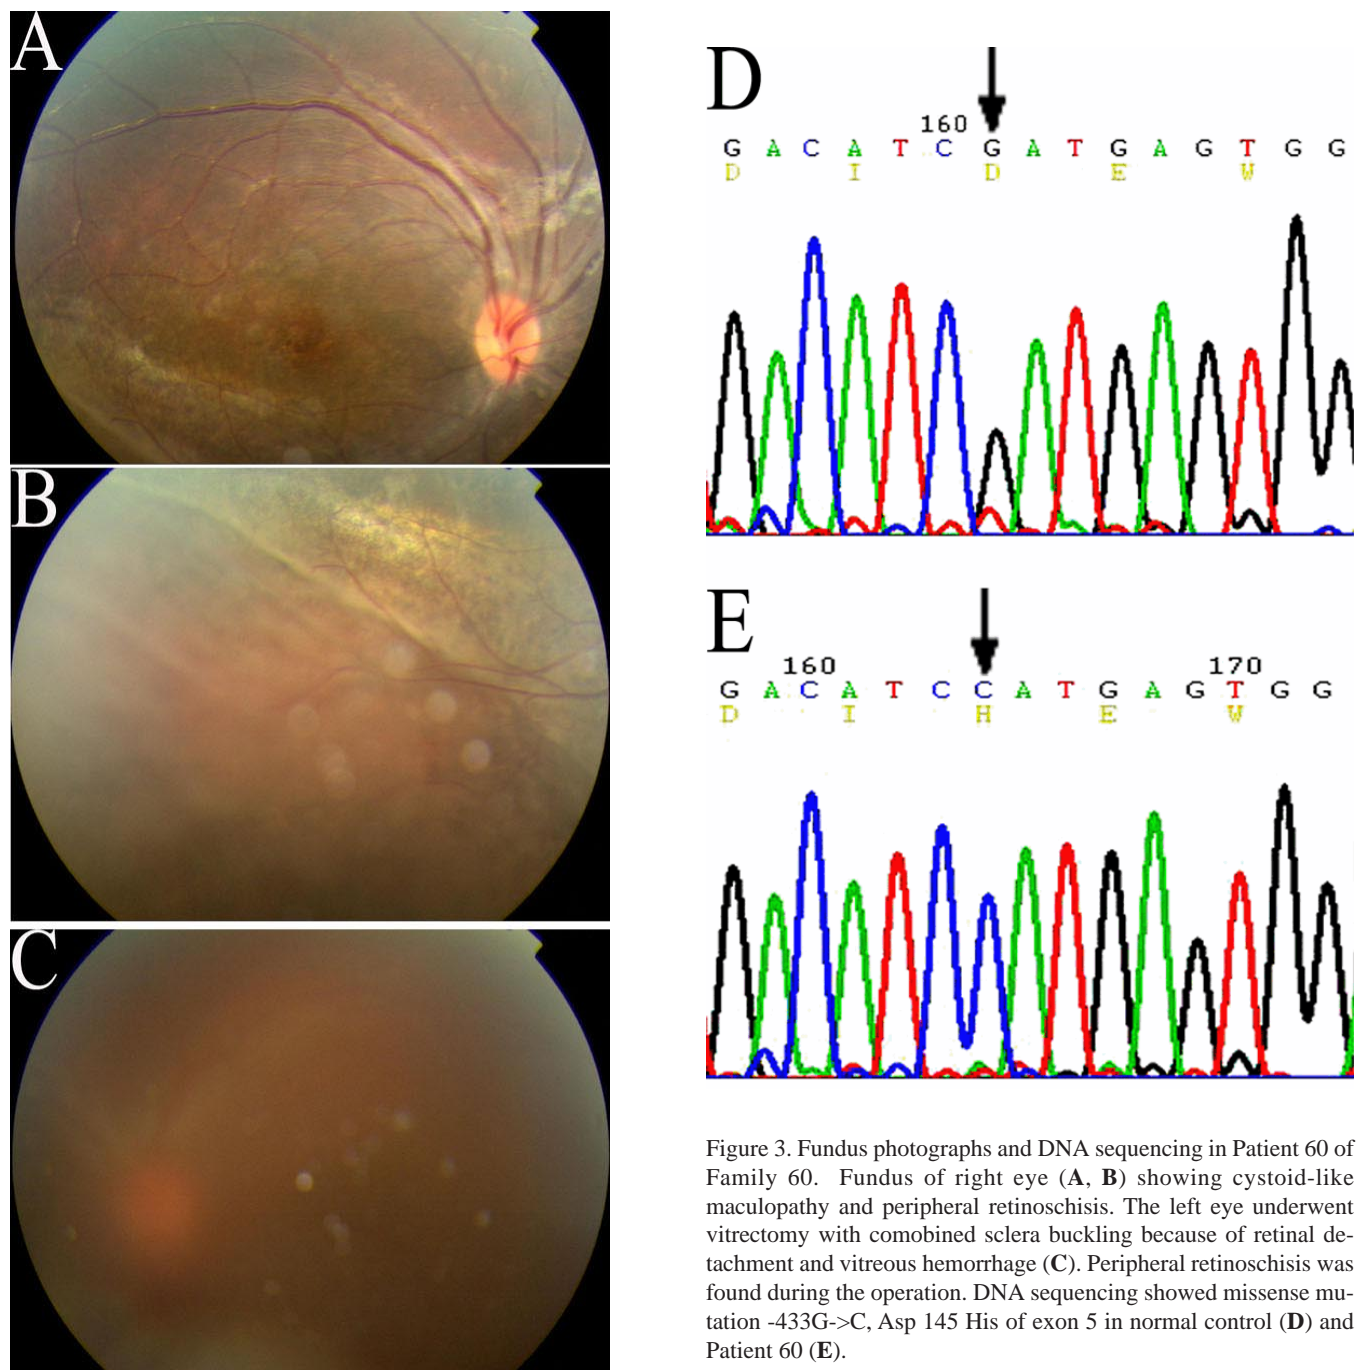 A
B
C
D
160
G A C A T C G A T G A G T G G
D I D E W
E
160 170
G A C A T C C A T G A G T G G
D I H E W
Figure 3. Fundus photographs and DNA sequencing in Patient 60 of
Family 60. Fundus of right eye (A, B) showing cystoid-like
maculopathy and peripheral retinoschisis. The left eye underwent
vitrectomy with comobined sclera buckling because of retinal de-
tachment and vitreous hemorrhage (C). Peripheral retinoschisis was
found during the operation. DNA sequencing showed missense mu-
tation -433G->C, Asp 145 His of exon 5 in normal control (D) and
Patient 60 (E).